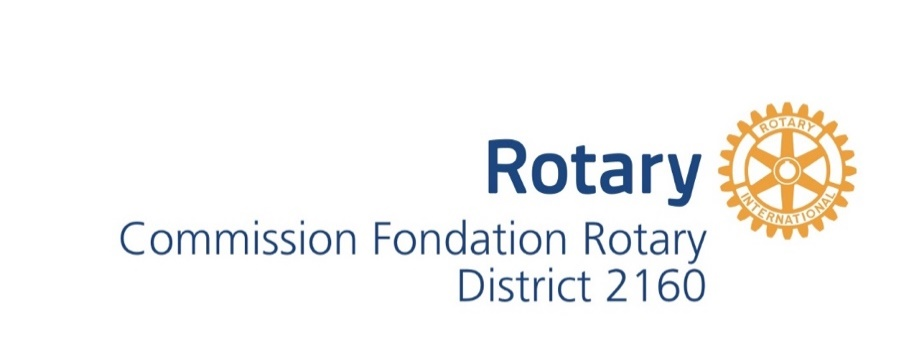 Rotary
ROTARY
INTERNATIONAL
Commission Fondation Rotary
District 2160